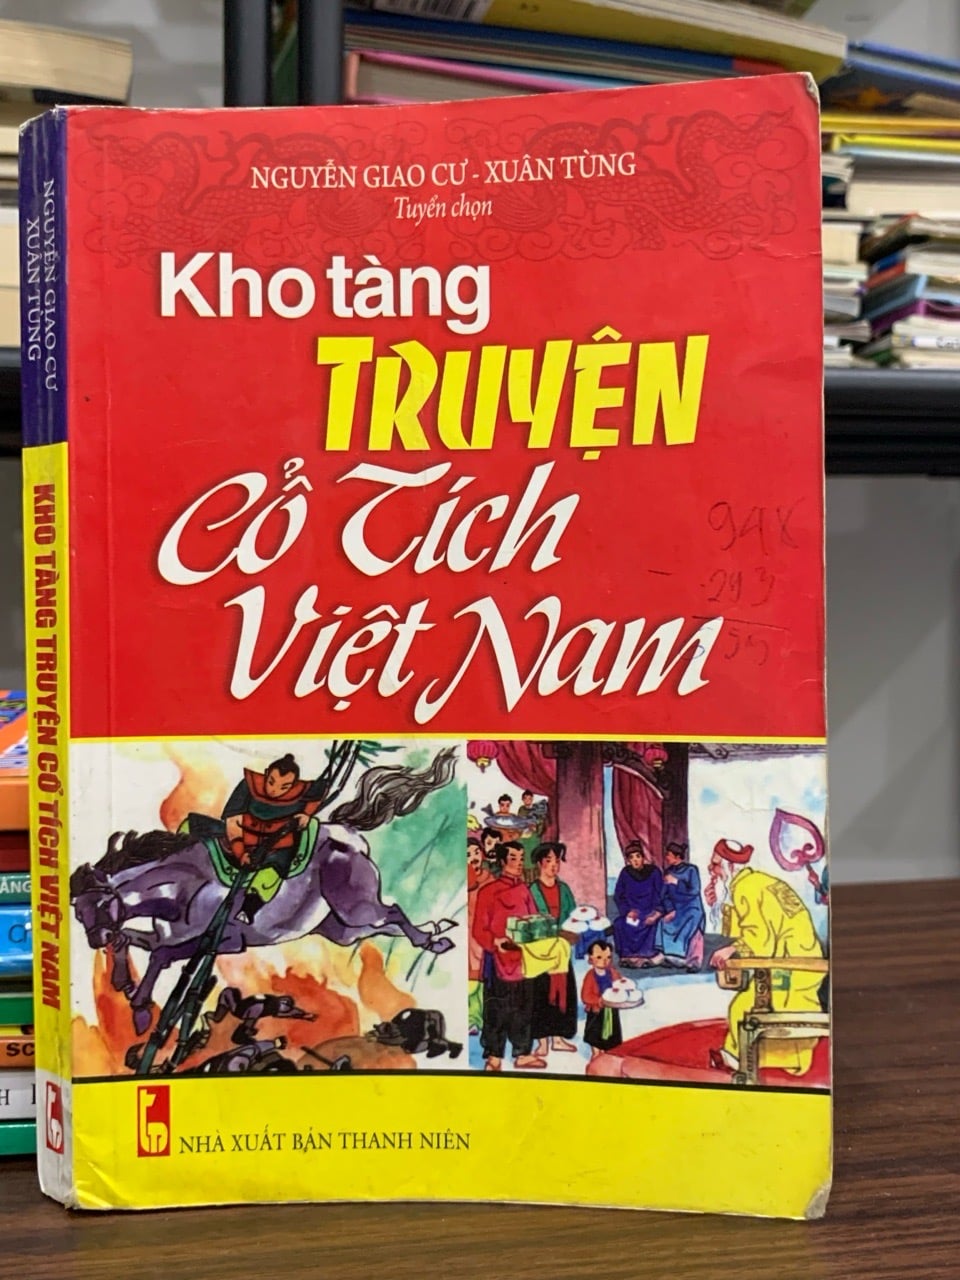 NGUYỄN GIAO CƯ - XUÂN TÙNG
Tuyển chọn
Kho tàng
TRUYỆN
Cổ Tích
Việt Nam
NHÀ XUẤT BẢN THANH NIÊN
NGUYỄN GIAO CƯ
XUÂN TÙNG
KHO TÀNG TRUYỆN CỔ TÍCH VIỆT NAM
SC